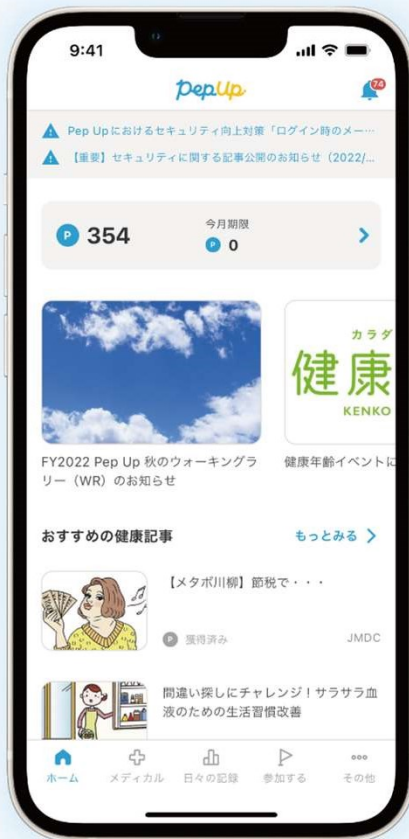 9:41
PepUp
74
Pep Upにおけるセキュリティ向上対策「ログイン時のメー…
【重要】セキュリティに関する記事公開のお知らせ（2022/...
P 354
今月期限
P 0
カラダ
健康
KENKO
FY2022 Pep Up 秋のウォーキングラ
リー（WR）のお知らせ
健康年齢イベントに
おすすめの健康記事
もっとみる
【メタボ川柳】節税で・・・
P 獲得済み
JMDC
間違い探しにチャレンジ！サラサラ血
液のための生活習慣改善
ホーム
メディカル
日々の記録
参加する
その他